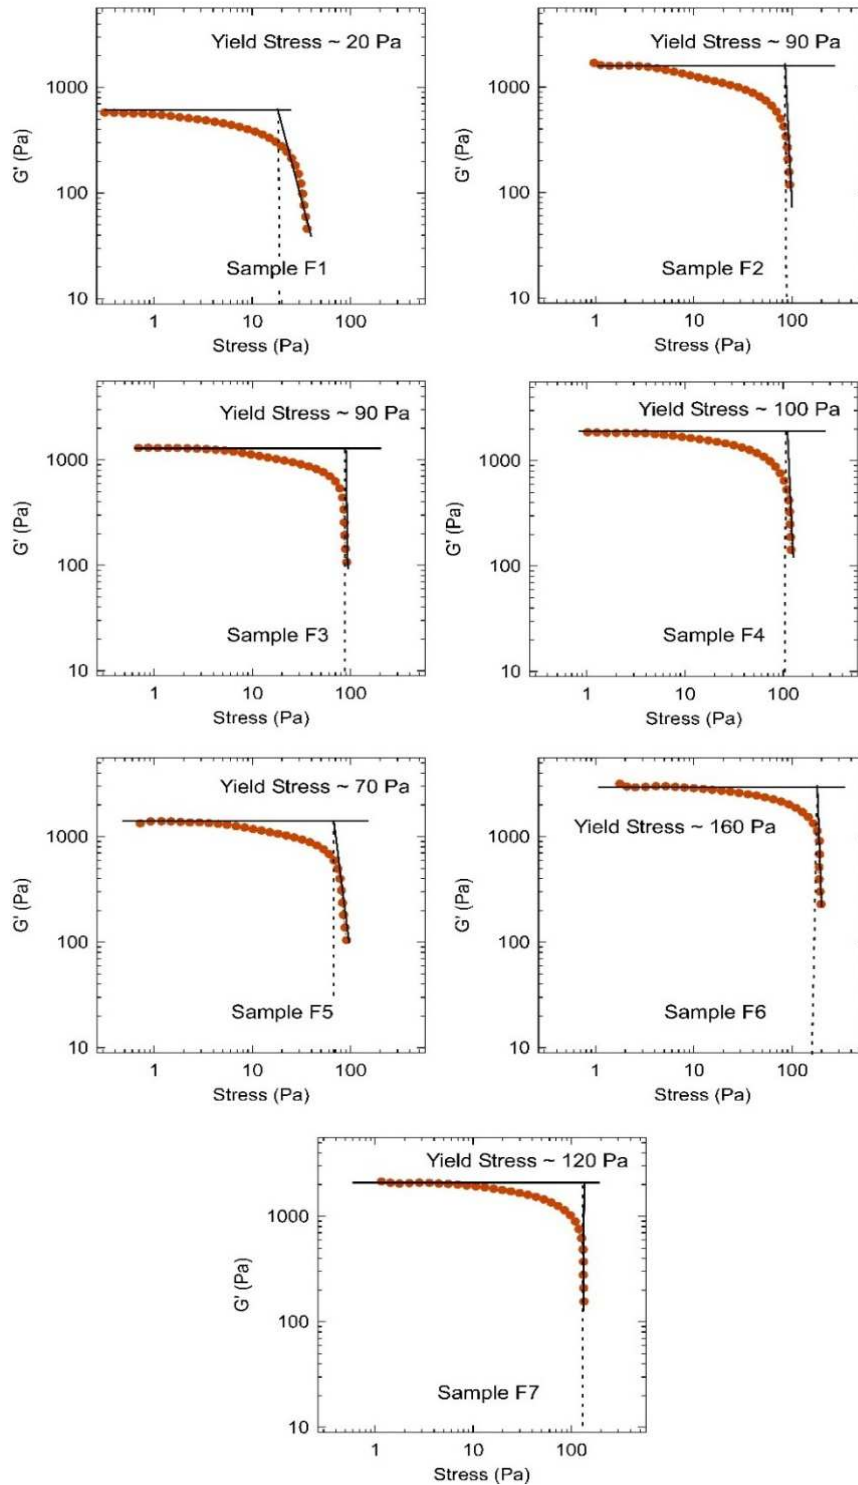 Yield Stress ~ 20 Pa
1000
100
10
G' (Pa)
Sample F1
1 10 100
Stress (Pa)
Yield Stress ~ 90 Pa
1000
100
10
G' (Pa)
Sample F2
1 10 100
Stress (Pa)
Yield Stress ~ 90 Pa
1000
100
10
G' (Pa)
Sample F3
1 10 100
Stress (Pa)
Yield Stress ~ 100 Pa
1000
100
10
G' (Pa)
Sample F4
1 10 100
Stress (Pa)
Yield Stress ~ 70 Pa
1000
100
10
G' (Pa)
Sample F5
1 10 100
Stress (Pa)
Yield Stress ~ 160 Pa
1000
100
10
G' (Pa)
Sample F6
1 10 100
Stress (Pa)
Yield Stress ~ 120 Pa
1000
100
10
G' (Pa)
Sample F7
1 10 100
Stress (Pa)